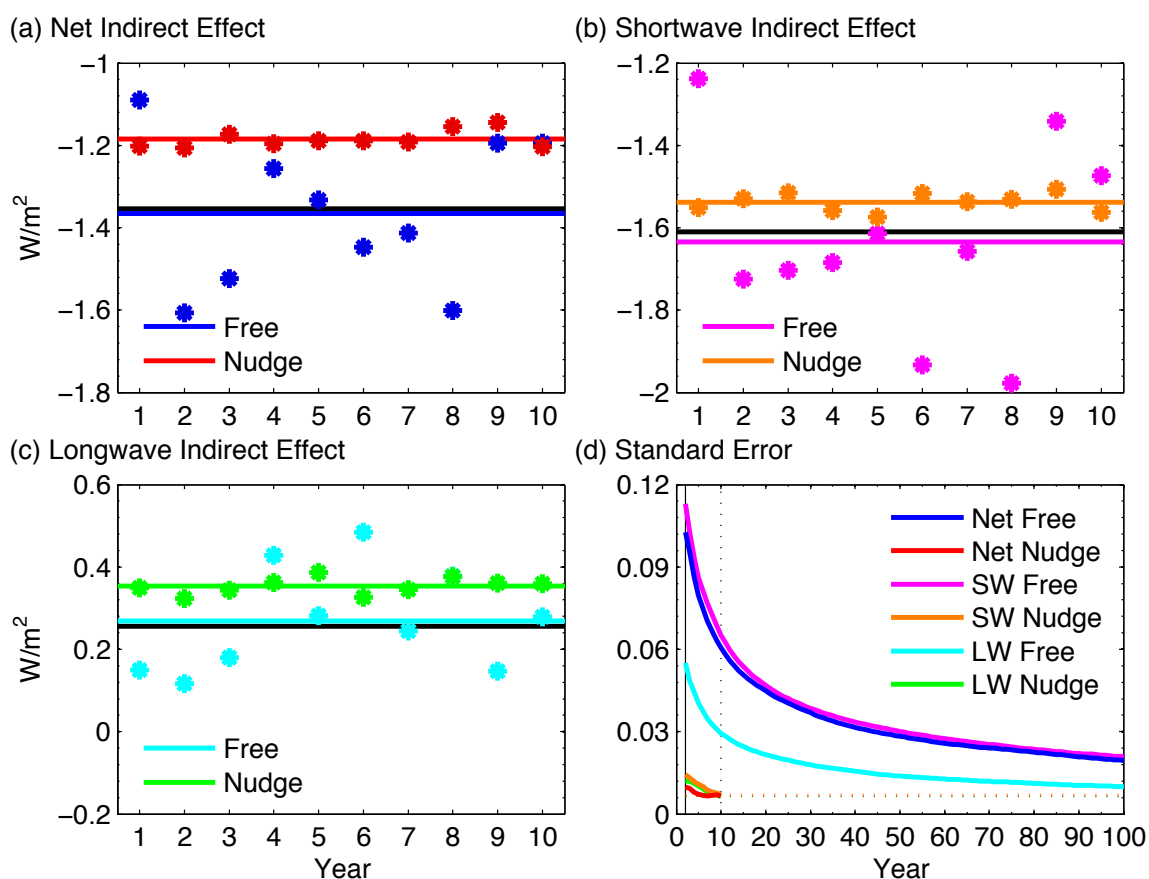 (a) Net Indirect Effect
−1
−1.2
−1.4
−1.6
−1.8
W/m²
Free
Nudge
1 2 3 4 5 6 7 8 9 10
(b) Shortwave Indirect Effect
−1.2
−1.4
−1.6
−1.8
−2
Free
Nudge
1 2 3 4 5 6 7 8 9 10
(c) Longwave Indirect Effect
0.6
0.4
0.2
0
−0.2
W/m²
Free
Nudge
1 2 3 4 5 6 7 8 9 10
Year
(d) Standard Error
0.12
0.09
0.06
0.03
0
Net Free
Net Nudge
SW Free
SW Nudge
LW Free
LW Nudge
0 10 20 30 40 50 60 70 80 90 100
Year